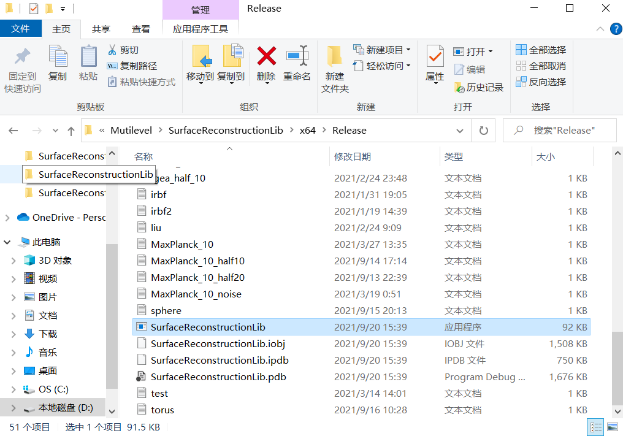 管理
Release
文件
主页
共享
查看
应用程序工具
固定到
快速访问
复制
粘贴
剪切
复制路径
粘贴快捷方式
剪贴板
移动到
复制到
删除
重命名
组织
新建
文件夹
新建项目
轻松访问
新建
属性
打开
编辑
历史记录
打开
全部选择
全部取消
反向选择
选择
« Mutilevel > SurfaceReconstructionLib > x64 > Release
搜索"Release"
SurfaceRecons
SurfaceReconstructionLib
SurfaceRecons
OneDrive - Perso
此电脑
3D 对象
视频
图片
文档
下载
音乐
桌面
OS (C:)
本地磁盘 (D:)
名称 修改日期 类型 大小
gea_half_10 2021/2/24 23:48 文本文档 1 KB
irbf 2021/1/31 19:05 文本文档 1 KB
irbf2 2021/1/19 14:39 文本文档 1 KB
liu 2021/2/24 9:09 文本文档 1 KB
MaxPlanck_10 2021/3/27 13:35 文本文档 1 KB
MaxPlanck_10_half10 2021/9/14 17:14 文本文档 1 KB
MaxPlanck_10_half20 2021/9/13 22:39 文本文档 1 KB
MaxPlanck_10_noise 2021/3/19 0:51 文本文档 1 KB
sphere 2021/9/15 20:13 文本文档 1 KB
SurfaceReconstructionLib 2021/9/20 15:39 应用程序 92 KB
SurfaceReconstructionLib.iobj 2021/9/20 15:39 IOBJ 文件 1,508 KB
SurfaceReconstructionLib.ipdb 2021/9/20 15:39 IPDB 文件 750 KB
SurfaceReconstructionLib.pdb 2021/9/20 15:39 Program Debug ... 1,676 KB
test 2021/3/14 14:01 文本文档 1 KB
torus 2021/9/16 10:28 文本文档 1 KB
51 个项目 选中 1 个项目 91.5 KB